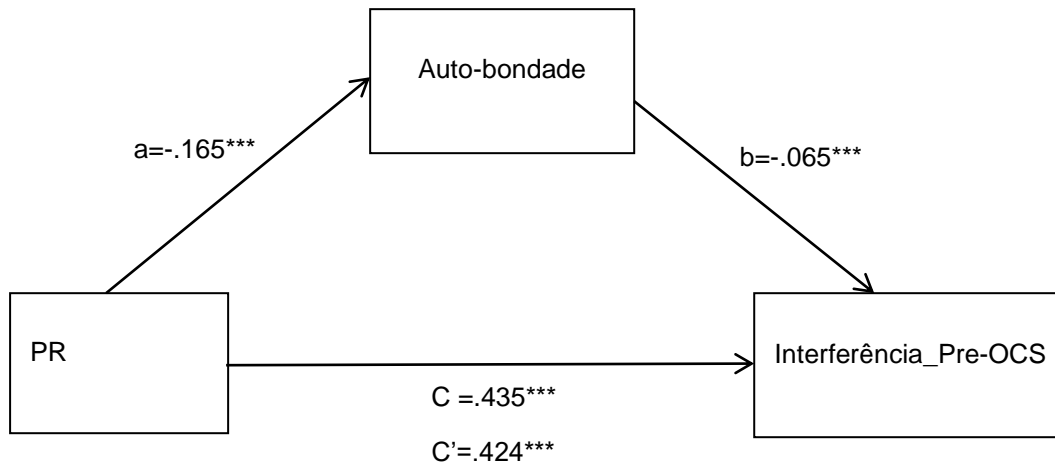 Auto-bondade
a=-.165***
b=-.065***
PR
Interferência_Pre-OCS
C =.435***
C’=.424***